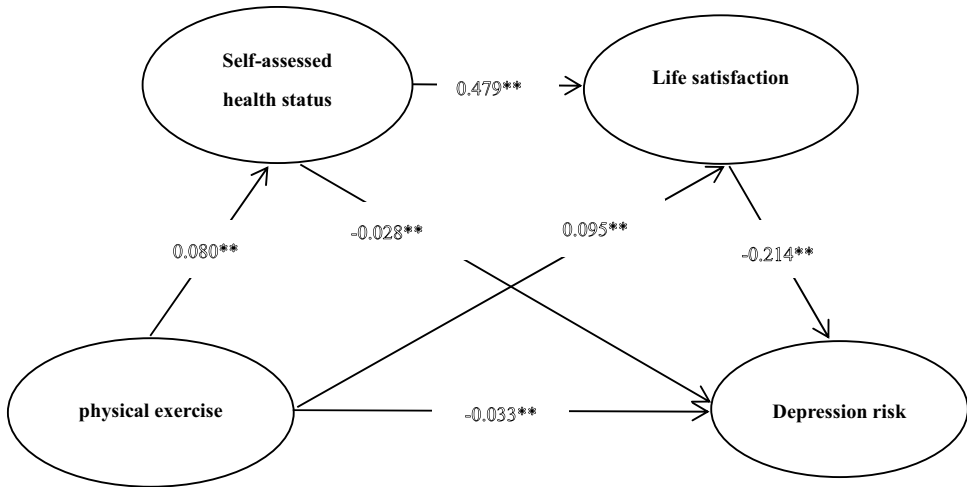 Self-assessed
health status
Life satisfaction
0.479**
-0.028**
0.095**
0.080**
-0.214**
physical exercise
-0.033**
Depression risk